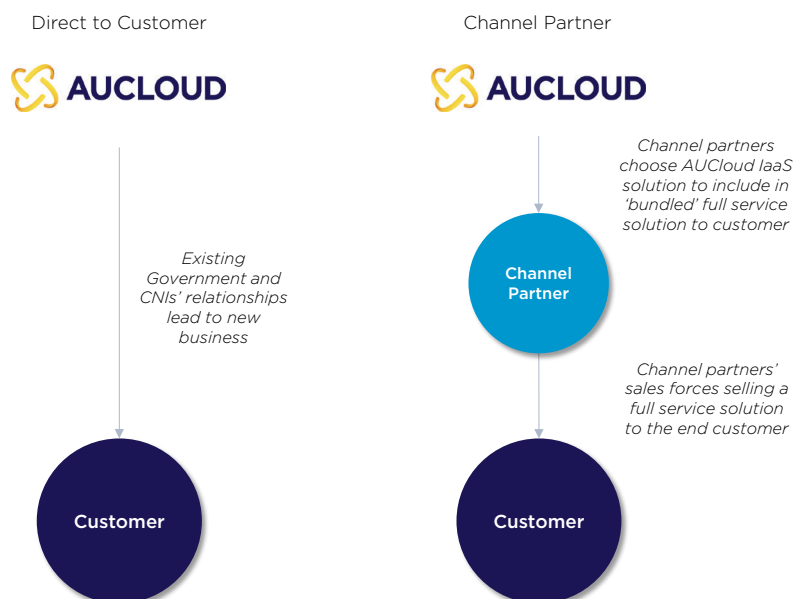 Direct to Customer
AUCLOUD
Existing
Government and
CNIs' relationships
lead to new
business
Customer
Channel Partner
AUCLOUD
Channel partners
choose AUCloud IaaS
solution to include in
'bundled' full service
solution to customer
Channel
Partner
Channel partners'
sales forces selling a
full service solution
to the end customer
Customer